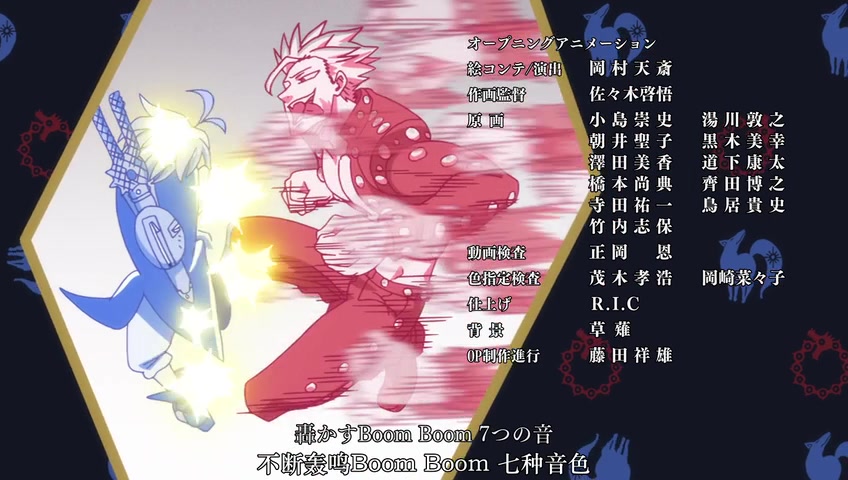 オープニングアニメーション
絵コンテ/演出 岡村天斎
作画監督 佐々木啓悟
原画 小島崇史 湯川敦之
朝井聖子 黒木美幸
澤田美香 道下康太
橋本尚典 齊田博之
寺田祐一 鳥居貴史
竹内志保
動画検査 正岡 恩
色指定検査 茂木孝浩 岡崎菜々子
仕上げ R.I.C
背景 草薙
OP制作進行 藤田祥雄
轟かすBoom Boom 7つの音
不断轰鸣Boom Boom 七种音色